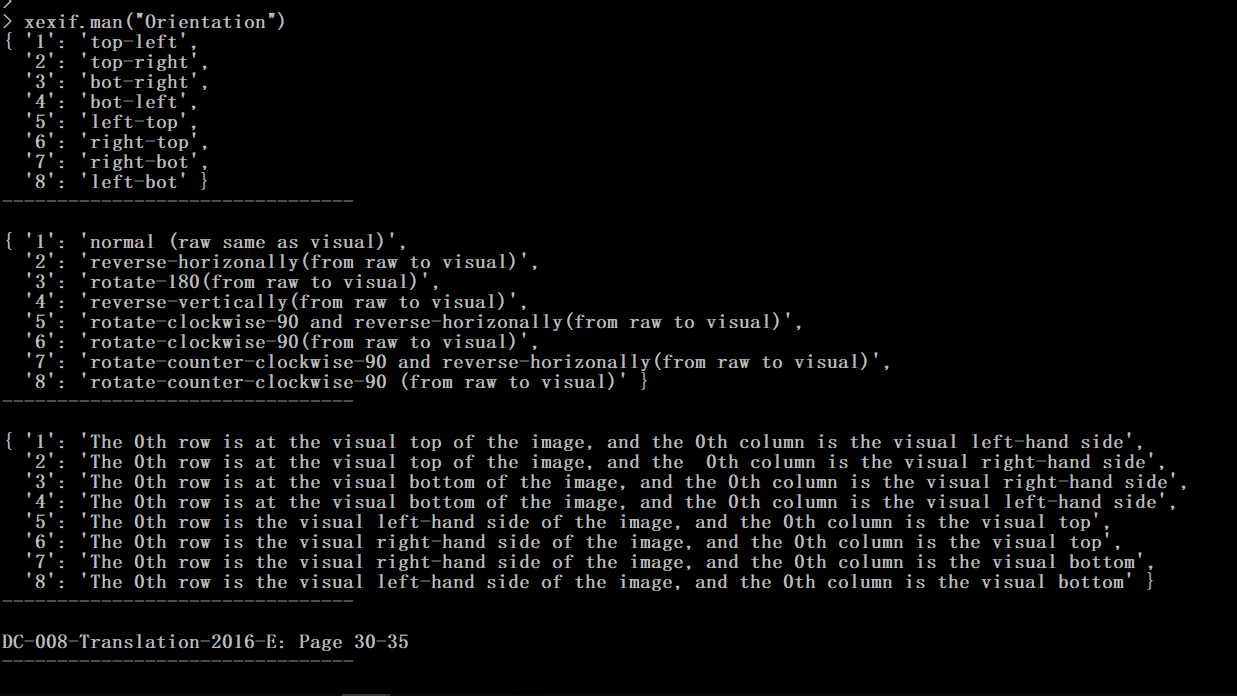 >
> xexif.man("Orientation")
{ '1': 'top-left',
  '2': 'top-right',
  '3': 'bot-right',
  '4': 'bot-left',
  '5': 'left-top',
  '6': 'right-top',
  '7': 'right-bot',
  '8': 'left-bot' }
--------------------------------
{ '1': 'normal (raw same as visual)',
  '2': 'reverse-horizonally(from raw to visual)',
  '3': 'rotate-180(from raw to visual)',
  '4': 'reverse-vertically(from raw to visual)',
  '5': 'rotate-clockwise-90 and reverse-horizonally(from raw to visual)',
  '6': 'rotate-clockwise-90(from raw to visual)',
  '7': 'rotate-counter-clockwise-90 and reverse-horizonally(from raw to visual)',
  '8': 'rotate-counter-clockwise-90 (from raw to visual)' }
--------------------------------
{ '1': 'The 0th row is at the visual top of the image, and the 0th column is the visual left-hand side',
  '2': 'The 0th row is at the visual top of the image, and the  0th column is the visual right-hand side',
  '3': 'The 0th row is at the visual bottom of the image, and the 0th column is the visual right-hand side',
  '4': 'The 0th row is at the visual bottom of the image, and the 0th column is the visual left-hand side',
  '5': 'The 0th row is the visual left-hand side of the image, and the 0th column is the visual top',
  '6': 'The 0th row is the visual right-hand side of the image, and the 0th column is the visual top',
  '7': 'The 0th row is the visual right-hand side of the image, and the 0th column is the visual bottom',
  '8': 'The 0th row is the visual left-hand side of the image, and the 0th column is the visual bottom' }
--------------------------------
DC-008-Translation-2016-E: Page 30-35
--------------------------------